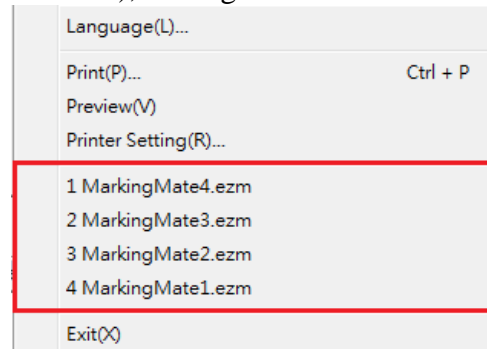 Language(L)...
Print(P)... Ctrl + P
Preview(V)
Printer Setting(R)...
1 MarkingMate4.ezm
2 MarkingMate3.ezm
3 MarkingMate2.ezm
4 MarkingMate1.ezm
Exit(X)